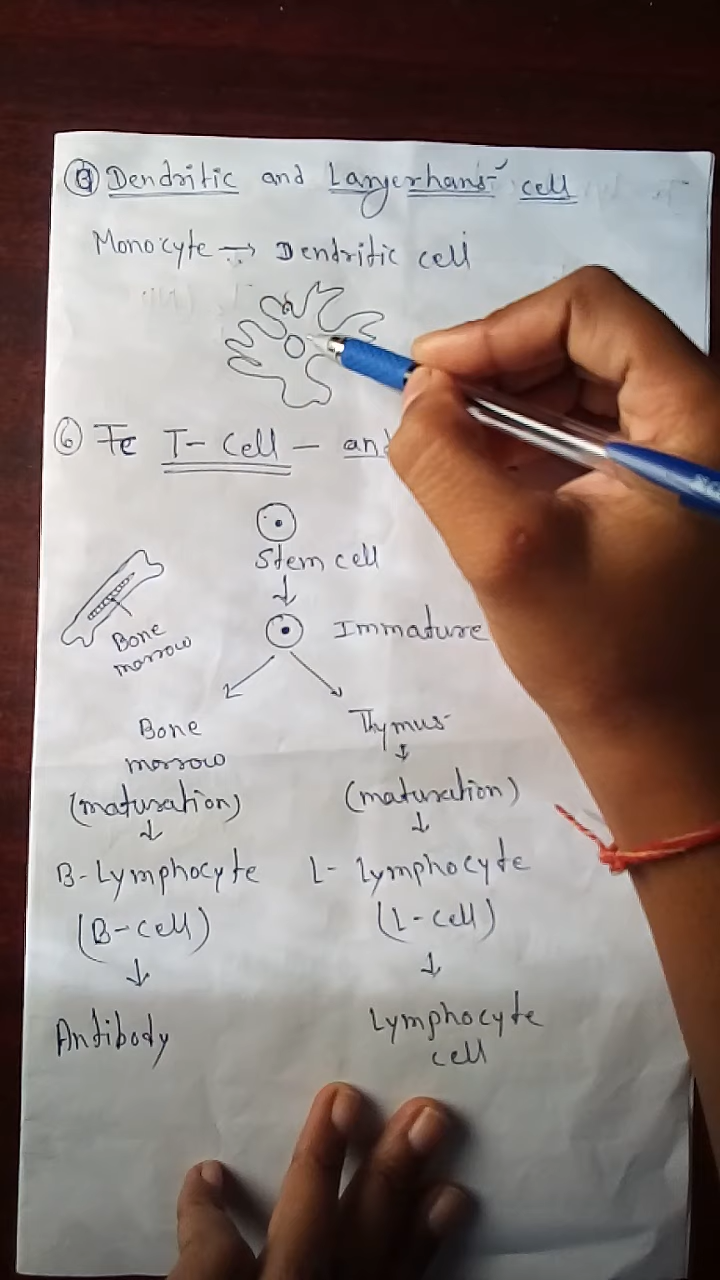 Dendritic and Langerhans cell
Monocyte → Dendritic cell
⑥ Fe T- Cell - and
Stem cell
↓
Bone
marrow
Immature
Bone
marrow
(maturation)
↓
B-Lymphocyte
(B-cell)
↓
Antibody
Thymus
↓
(maturation)
↓
L- Lymphocyte
(L-cell)
↓
Lymphocyte
cell